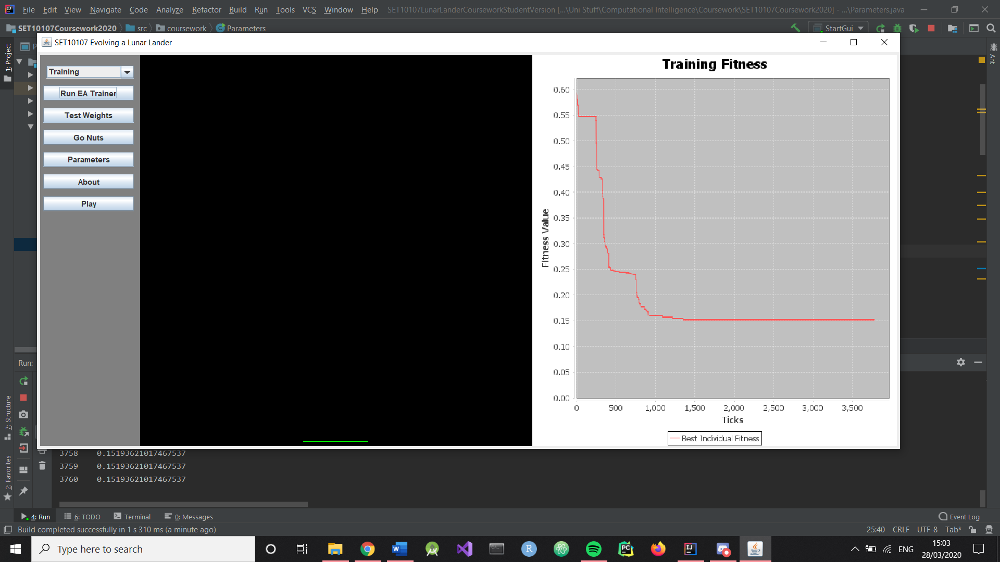 File Edit View Navigate Code Analyze Refactor Build Run Tools VCS Window Help SET10107LunarLanderCourseworkStudentVersion [...\Uni Stuff\Computational Intelligence\Coursework\SET10107Coursework2020] - ...\Parameters.java
SET10107Coursework2020 src coursework Parameters StartGui
SET10107 Evolving a Lunar Lander
1: Project
P
Ant
Training
Run EA Trainer
Test Weights
Go Nuts
Parameters
About
Play
Training Fitness
0.60
0.55
0.50
0.45
0.40
0.35
0.30
0.25
0.20
0.15
0.10
0.05
0.00
Fitness Value
0 500 1,000 1,500 2,000 2,500 3,000 3,500
Ticks
Best Individual Fitness
Run:
7: Structure
2: Favorites
3758 0.15193621017467537
3759 0.15193621017467537
3760 0.15193621017467537
4: Run 6: TODO Terminal 0: Messages Event Log
Build completed successfully in 1 s 310 ms (a minute ago) 25:40 CRLF UTF-8 Tab*
Type here to search
ENG
15:03
28/03/2020